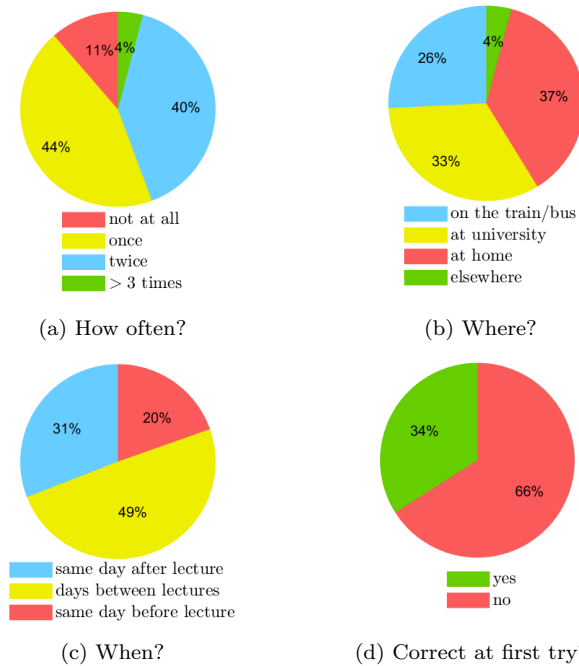 11%
4%
40%
44%
not at all
once
twice
> 3 times
(a) How often?
4%
26%
37%
33%
on the train/bus
at university
at home
elsewhere
(b) Where?
31%
20%
49%
same day after lecture
days between lectures
same day before lecture
(c) When?
34%
66%
yes
no
(d) Correct at first try